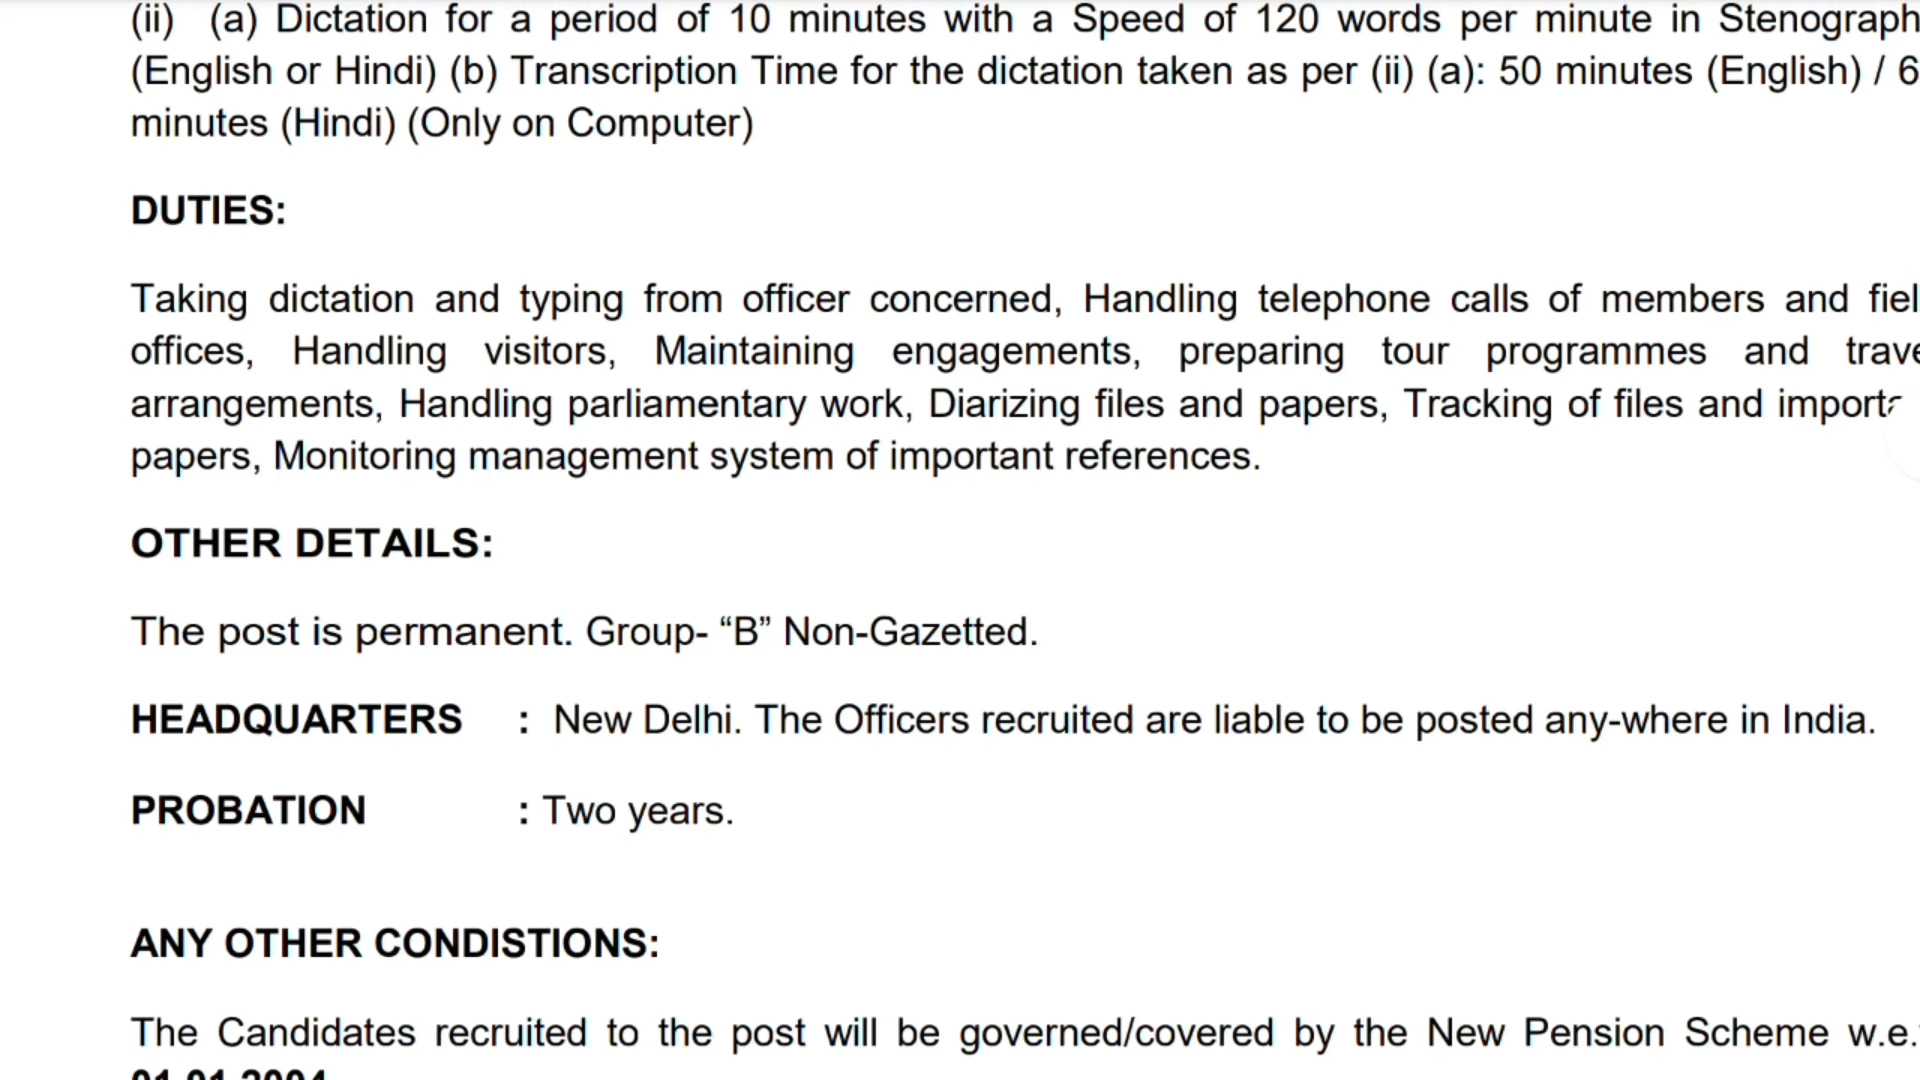 (ii) (a) Dictation for a period of 10 minutes with a Speed of 120 words per minute in
(English or Hindi) (b) Transcription Time for the dictation taken as per (ii) (a): 50 minutes (English) /
minutes (Hindi) (Only on Computer)
DUTIES:
Taking dictation and typing from officer concerned, Handling telephone calls of members and
offices, Handling visitors, Maintaining engagements, preparing tour programmes and
arrangements, Handling parliamentary work, Diarizing files and papers, Tracking of files and
papers, Monitoring management system of important references.
OTHER DETAILS:
The post is permanent. Group- “B” Non-Gazetted.
HEADQUARTERS : New Delhi. The Officers recruited are liable to be posted any-where in India.
PROBATION : Two years.
ANY OTHER CONDISTIONS:
The Candidates recruited to the post will be governed/covered by the New Pension Scheme